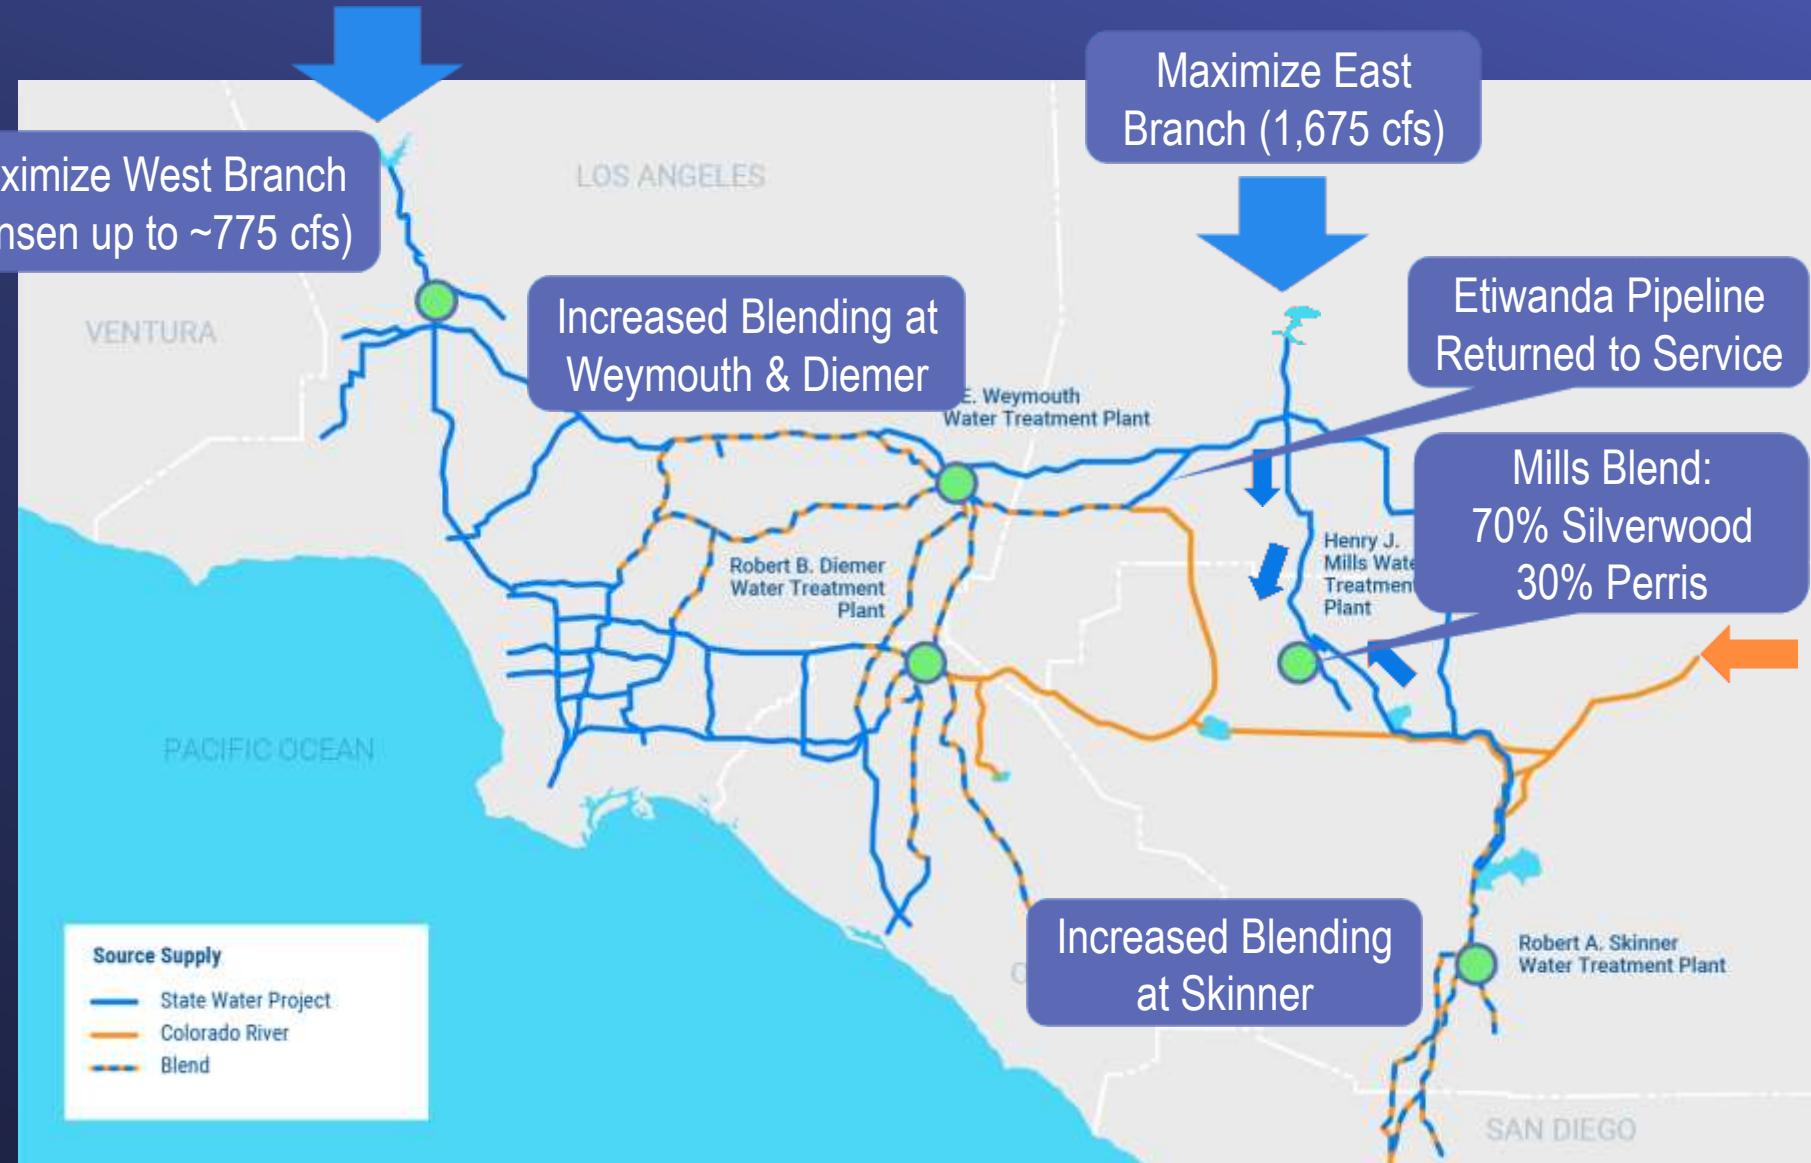 Maximize East
Branch (1,675 cfs)
ximize West Branch
nsen up to ~775 cfs)
LOS ANGELES
VENTURA
Increased Blending at
Weymouth & Diemer
Etiwanda Pipeline
Returned to Service
E. Weymouth
Water Treatment Plant
Mills Blend:
70% Silverwood
30% Perris
Henry J.
Mills Wate
Treatmen
Plant
Robert B. Diemer
Water Treatment
Plant
PACIFIC OCEAN
Increased Blending
at Skinner
Robert A. Skinner
Water Treatment Plant
Source Supply
State Water Project
Colorado River
Blend
SAN DIEGO